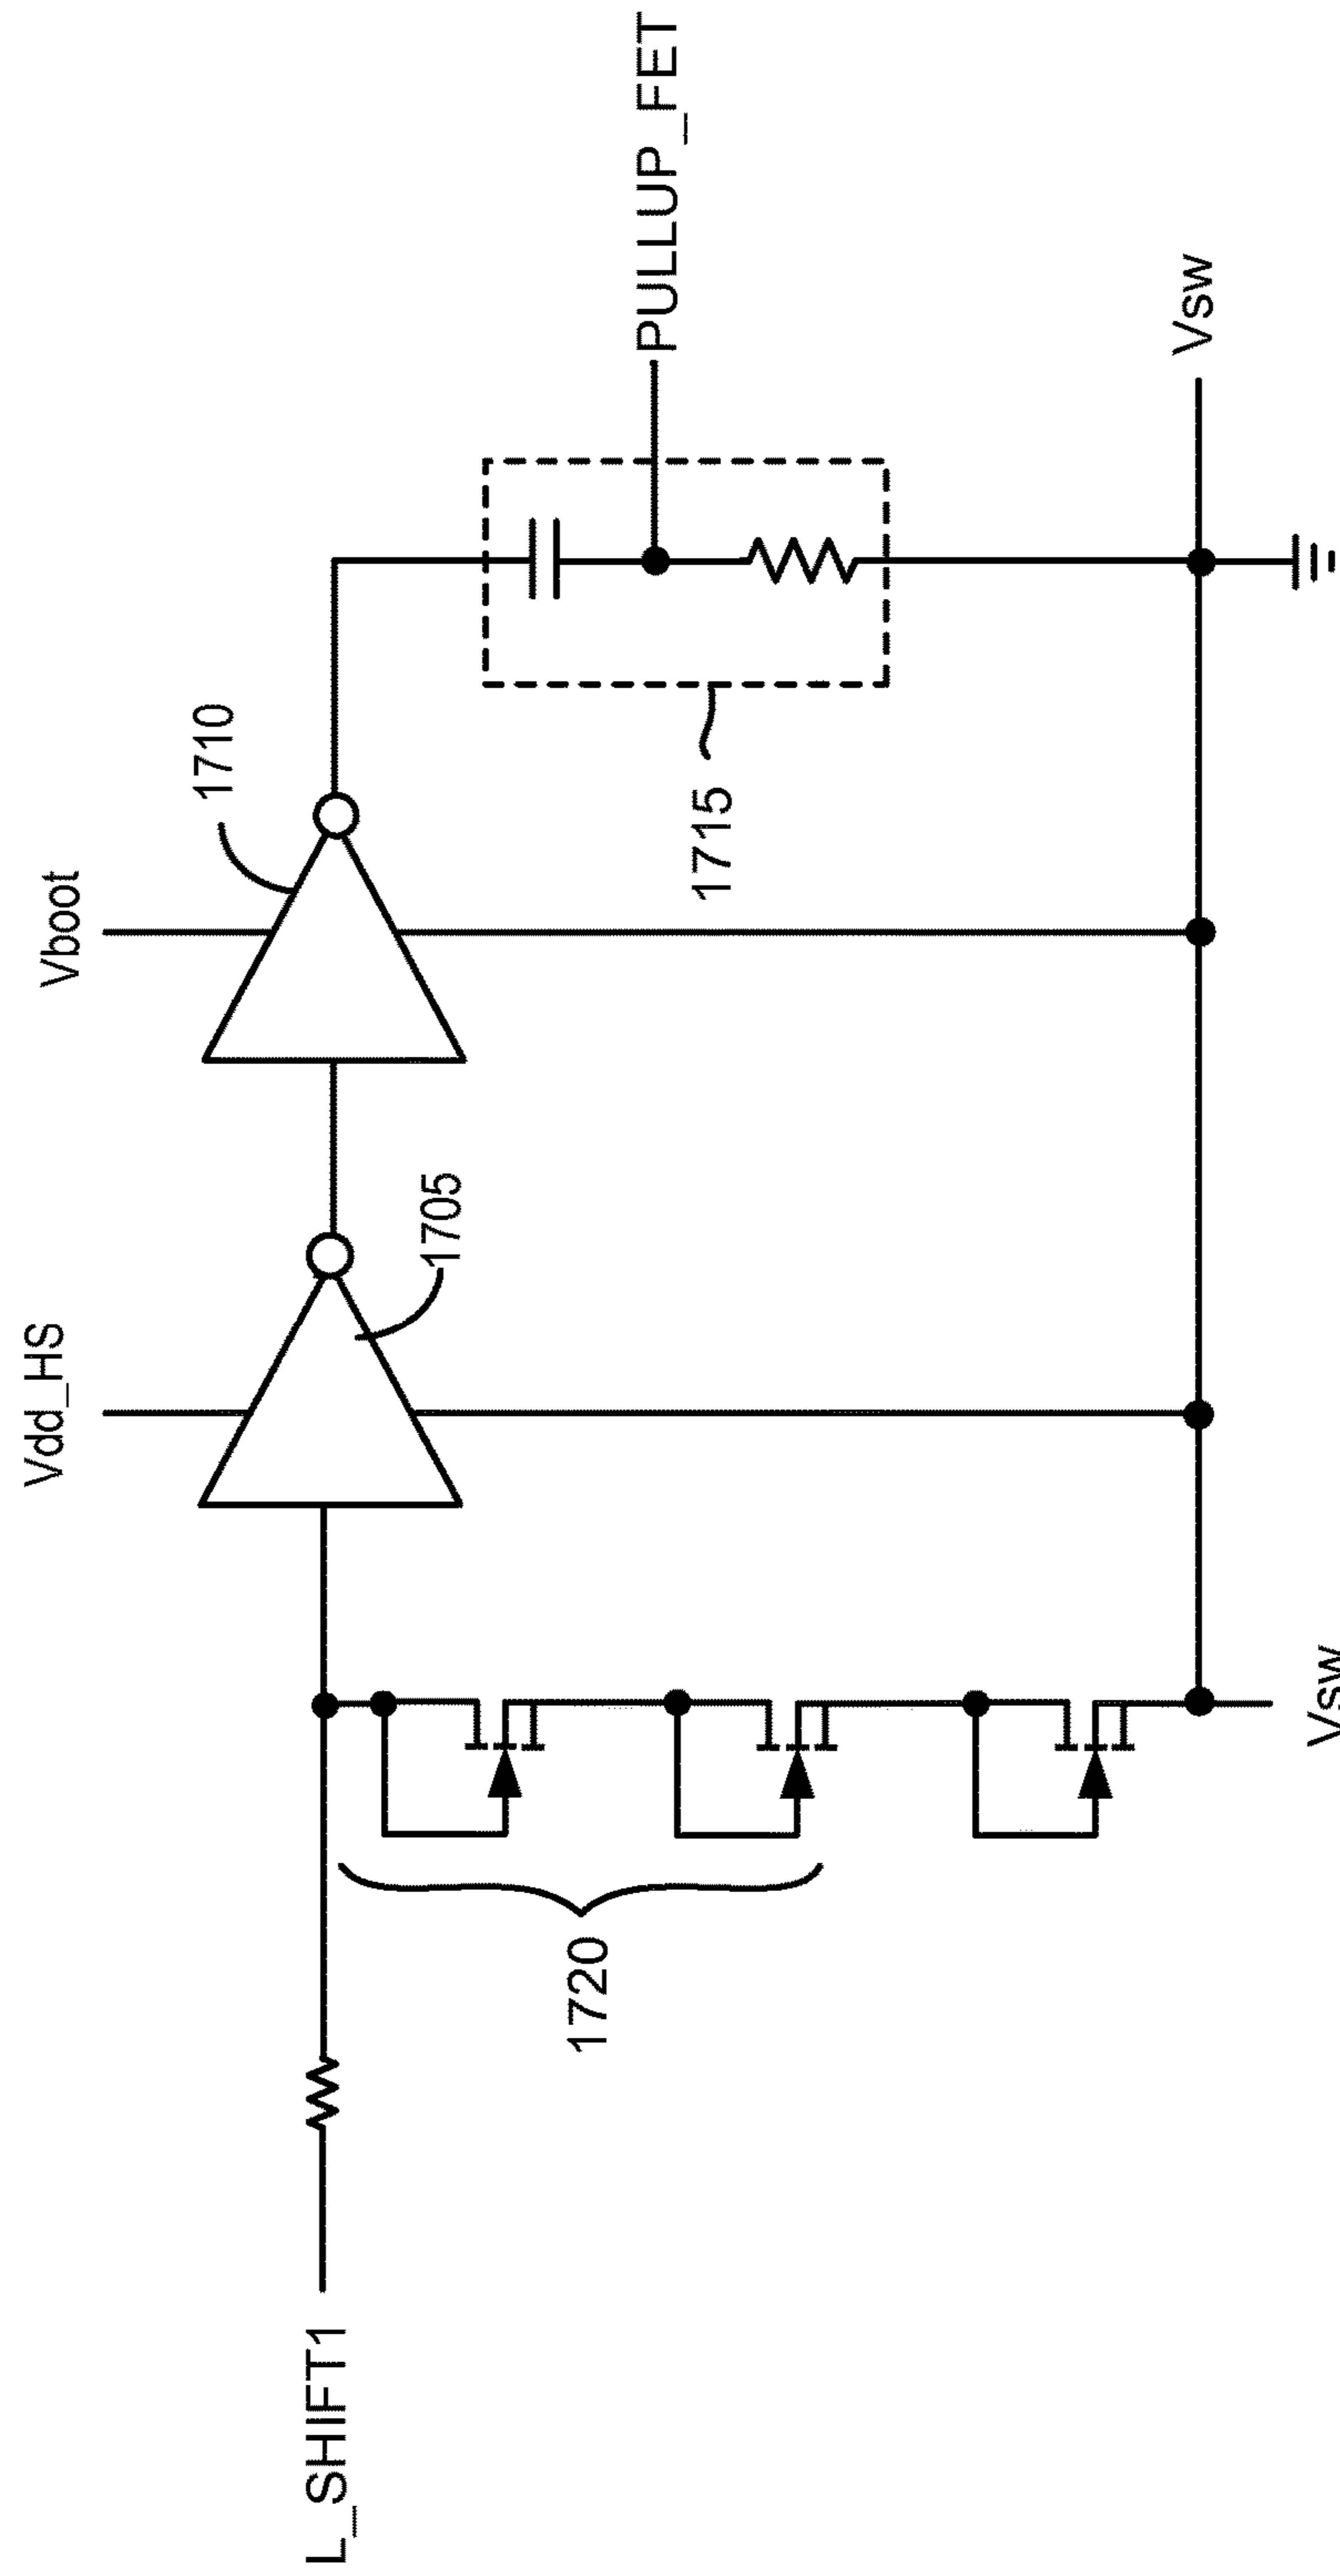 Vdd_HS
Vboot
1710
PULLUP_FET
1705
1715
L_SHIFT1
1720
Vsw
Vsw